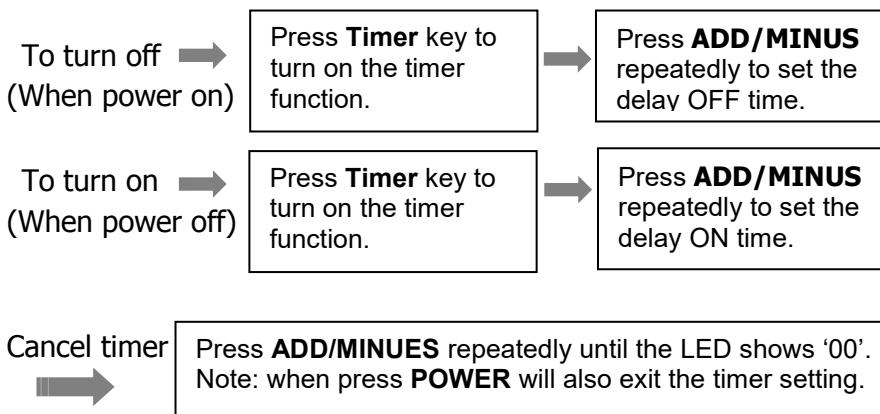 To turn off
(When power on)
Press Timer key to
turn on the timer
function.
Press ADD/MINUS
repeatedly to set the
delay OFF time.
To turn on
(When power off)
Press Timer key to
turn on the timer
function.
Press ADD/MINUS
repeatedly to set the
delay ON time.
Cancel timer
Press ADD/MINUES repeatedly until the LED shows ‘00’.
Note: when press POWER will also exit the timer setting.